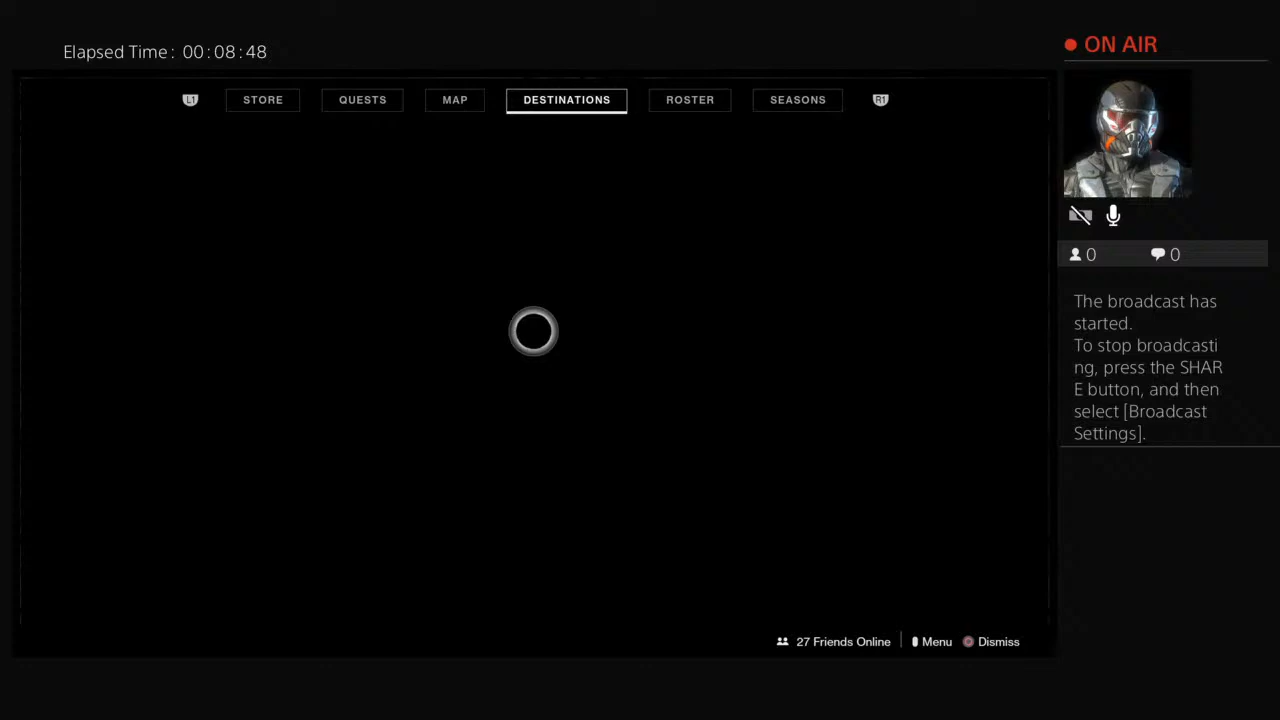 Elapsed Time: 00:08:48
ON AIR
L1 STORE QUESTS MAP DESTINATIONS ROSTER SEASONS R1
0 0
The broadcast has
started.
To stop broadcasti
ng, press the SHAR
E button, and then
select [Broadcast
Settings].
27 Friends Online Menu Dismiss